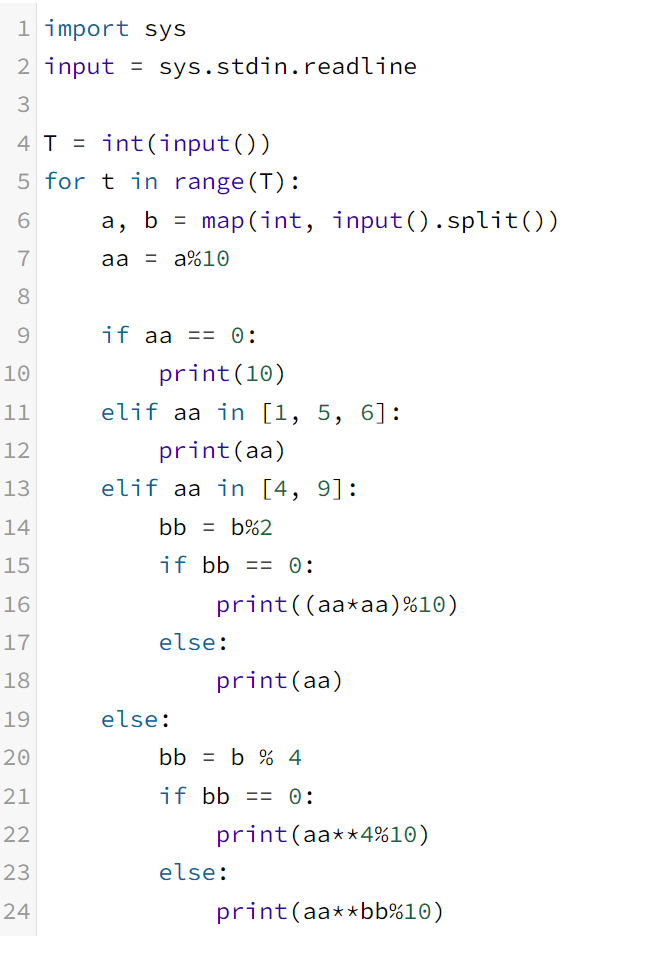 1 import sys
2 input = sys.stdin.readline
3
4 T = int(input())
5 for t in range(T):
6     a, b = map(int, input().split())
7     aa = a%10
8
9     if aa == 0:
10         print(10)
11     elif aa in [1, 5, 6]:
12         print(aa)
13     elif aa in [4, 9]:
14         bb = b%2
15         if bb == 0:
16             print((aa*aa)%10)
17         else:
18             print(aa)
19     else:
20         bb = b % 4
21         if bb == 0:
22             print(aa**4%10)
23         else:
24             print(aa**bb%10)